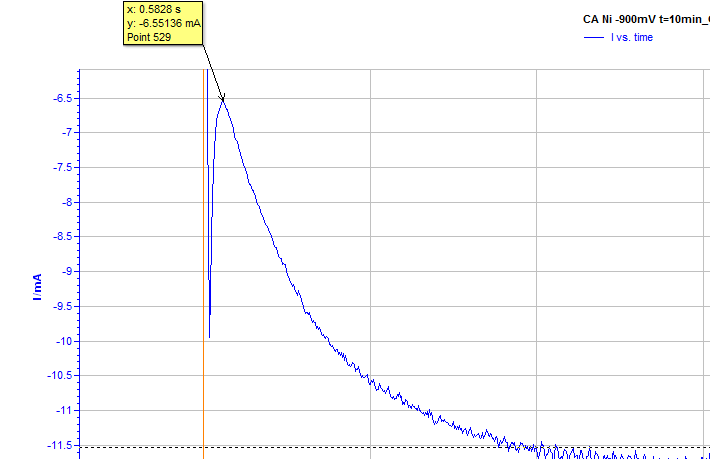 x: 0.5828 s
y: -6.55136 mA
Point 529
CA Ni -900mV t=10min_
I vs. time
-6.5
-7
-7.5
-8
-8.5
-9
-9.5
-10
-10.5
-11
-11.5
I/mA